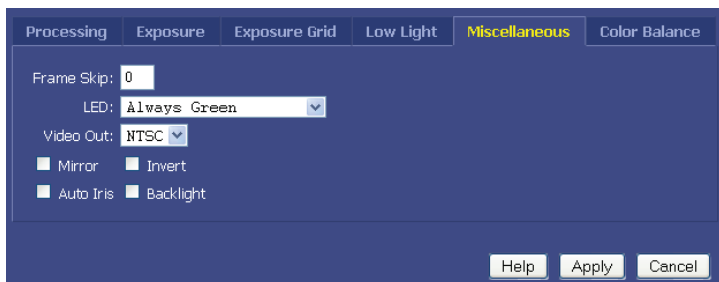 Processing Exposure Exposure Grid Low Light Miscellaneous Color Balance
Frame Skip: 0
LED: Always Green
Video Out: NTSC
Mirror Invert
Auto Iris Backlight
Help Apply Cancel